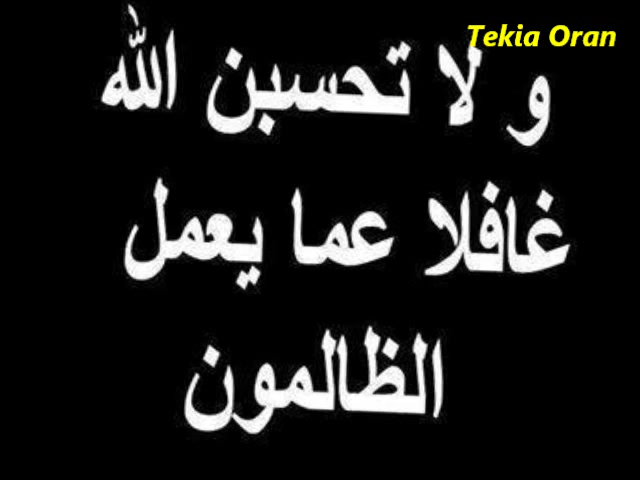 Tekia Oran
و لا تحسبن الله
غافلا عما يعمل
الظالمون